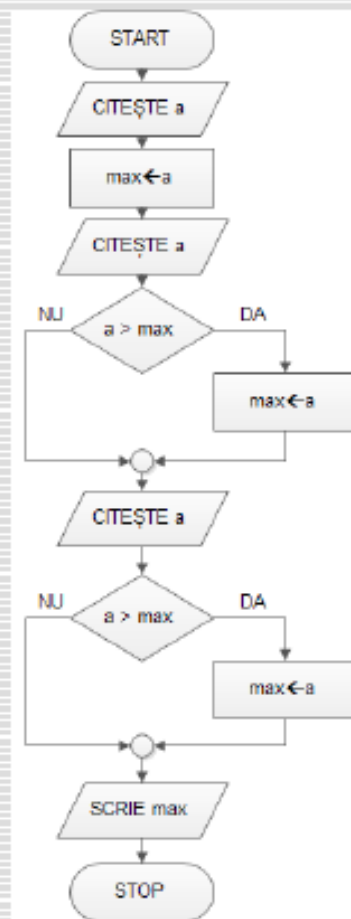 START
CITEȘTE a
max←a
CITEȘTE a
NU
a > max
DA
max←a
CITEȘTE a
NU
a > max
DA
max←a
SCRIE max
STOP